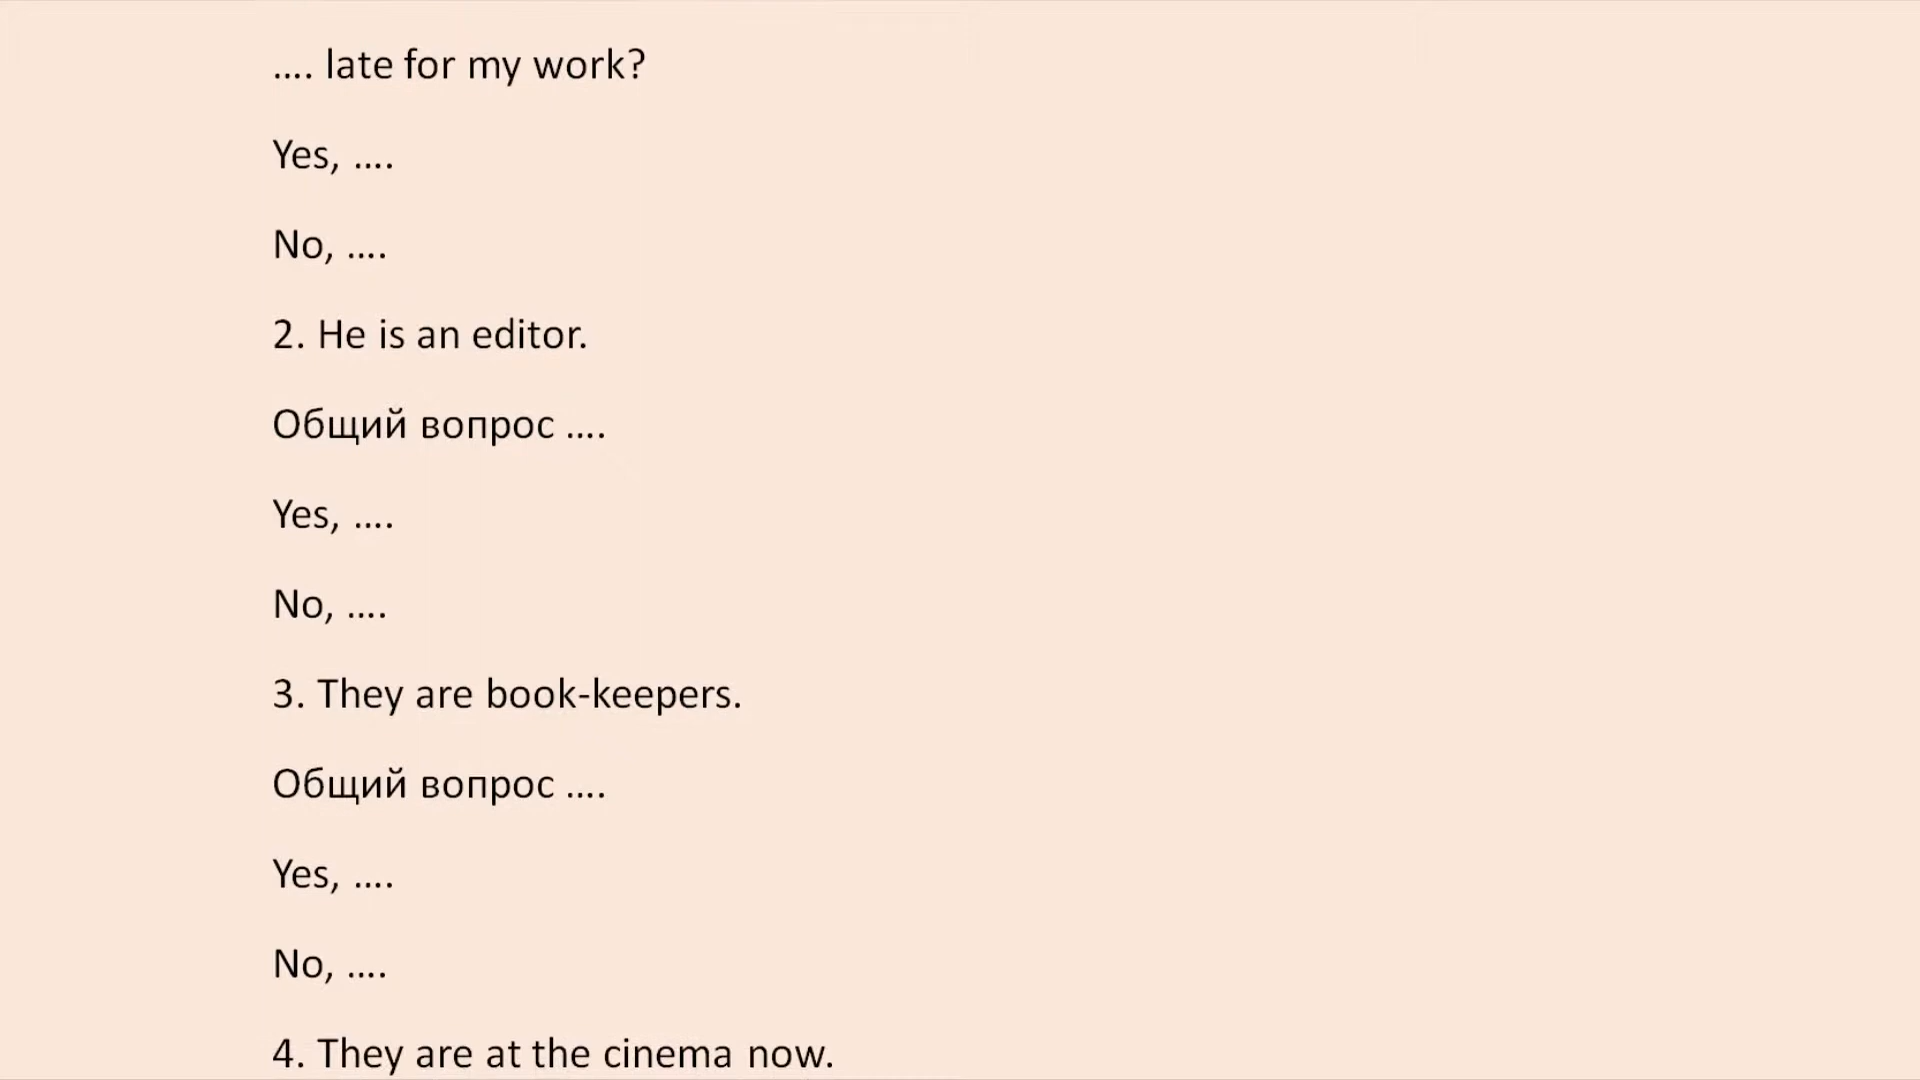 .... late for my work?
Yes, ....
No, ....
2. He is an editor.
Общий вопрос ....
Yes, ....
No, ....
3. They are book-keepers.
Общий вопрос ....
Yes, ....
No, ....
4. They are at the cinema now.